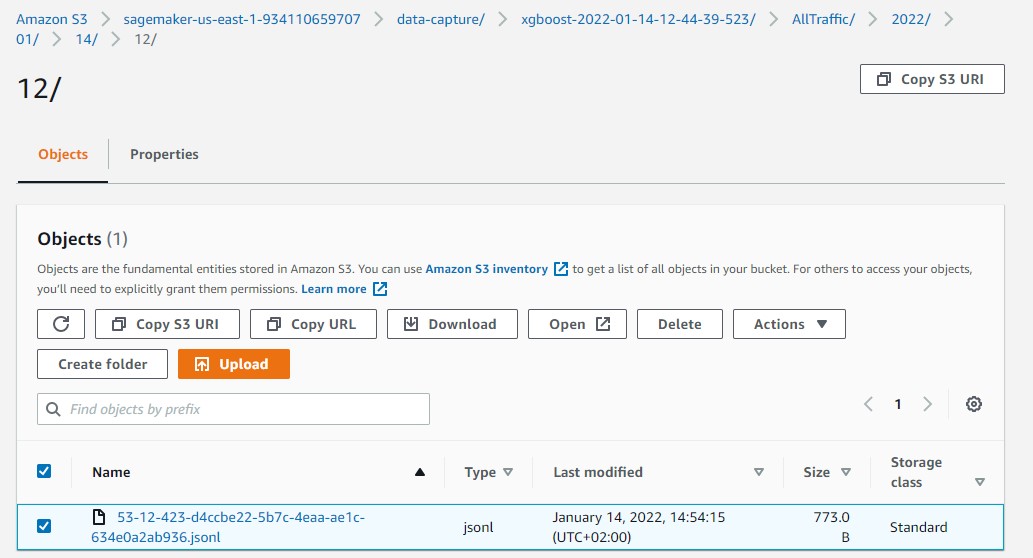 Amazon S3 > sagemaker-us-east-1-934110659707 > data-capture/ > xgboost-2022-01-14-12-44-39-523/ > AllTraffic/ > 2022/ >
01/ > 14/ > 12/
12/
Copy S3 URI
Objects
Properties
Objects (1)
Objects are the fundamental entities stored in Amazon S3. You can use Amazon S3 inventory to get a list of all objects in your bucket. For others to access your objects,
you'll need to explicitly grant them permissions. Learn more
Copy S3 URI
Copy URL
Download
Open
Delete
Actions
Create folder
Upload
Find objects by prefix
1
Name
Type
Last modified
Size
Storage
class
53-12-423-d4ccbe22-5b7c-4eaa-ae1c-
634e0a2ab936.jsonl
jsonl
January 14, 2022, 14:54:15
(UTC+02:00)
773.0
B
Standard